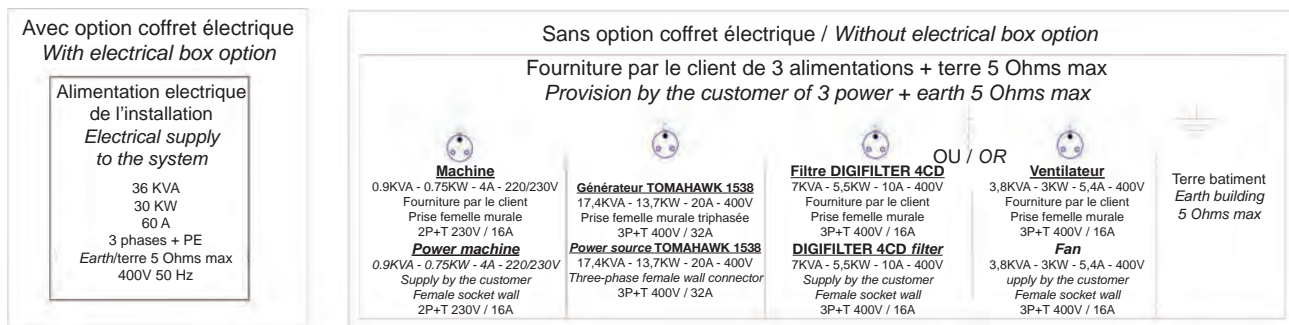 Avec option coffret électrique
With electrical box option
Alimentation electrique
de l'installation
Electrical supply
to the system
36 KVA
30 KW
60 A
3 phases + PE
Earth/terre 5 Ohms max
400V 50 Hz
Sans option coffret électrique / Without electrical box option
Fourniture par le client de 3 alimentations + terre 5 Ohms max
Provision by the customer of 3 power + earth 5 Ohms max
Machine
0.9KVA - 0.75KW - 4A - 220/230V
Fourniture par le client
Prise femelle murale
2P+T 230V / 16A
Power machine
0.9KVA - 0.75KW - 4A - 220/230V
Supply by the customer
Female socket wall
2P+T 230V / 16A
Générateur TOMAHAWK 1538
17,4KVA - 13,7KW - 20A - 400V
Prise femelle murale triphasée
3P+T 400V / 32A
Power source TOMAHAWK 1538
17,4KVA - 13,7KW - 20A - 400V
Three-phase female wall connector
3P+T 400V / 32A
Filtre DIGIFILTER 4CD
7KVA - 5,5KW - 10A - 400V
Fourniture par le client
Prise femelle murale
3P+T 400V / 16A
DIGIFILTER 4CD filter
7KVA - 5,5KW - 10A - 400V
Supply by the customer
Female socket wall
3P+T 400V / 16A
OU / OR
Ventilateur
3,8KVA - 3KW - 5,4A - 400V
Fourniture par le client
Prise femelle murale
3P+T 400V / 16A
Fan
3,8KVA - 3KW - 5,4A - 400V
upply by the customer
Female socket wall
3P+T 400V / 16A
Terre batiment
Earth building
5 Ohms max